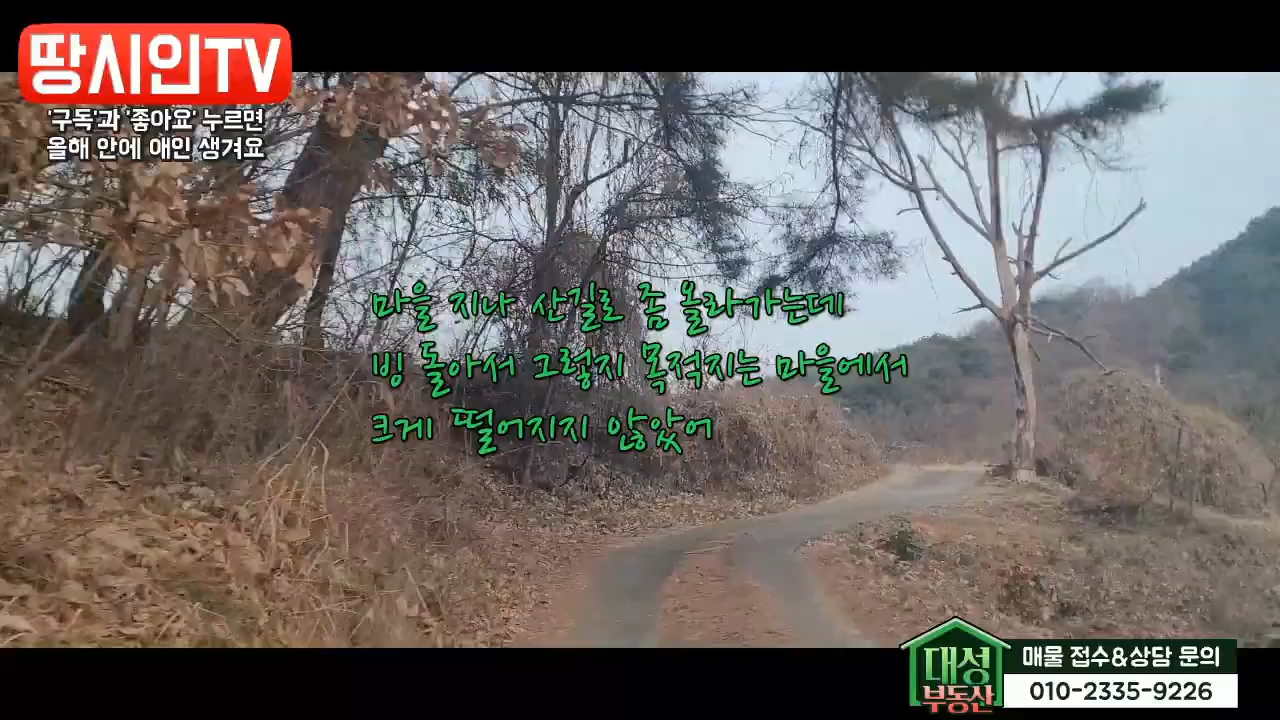 땅시인TV
'구독'과 '좋아요' 누르면
올해 안에 애인 생겨요
마을 지나 산길로 좀 올라가는데
빙 돌아서 그렇지 목적지는 마을에서
크게 떨어지지 않았어
대성
부동산
매물 접수&상담 문의
010-2335-9226